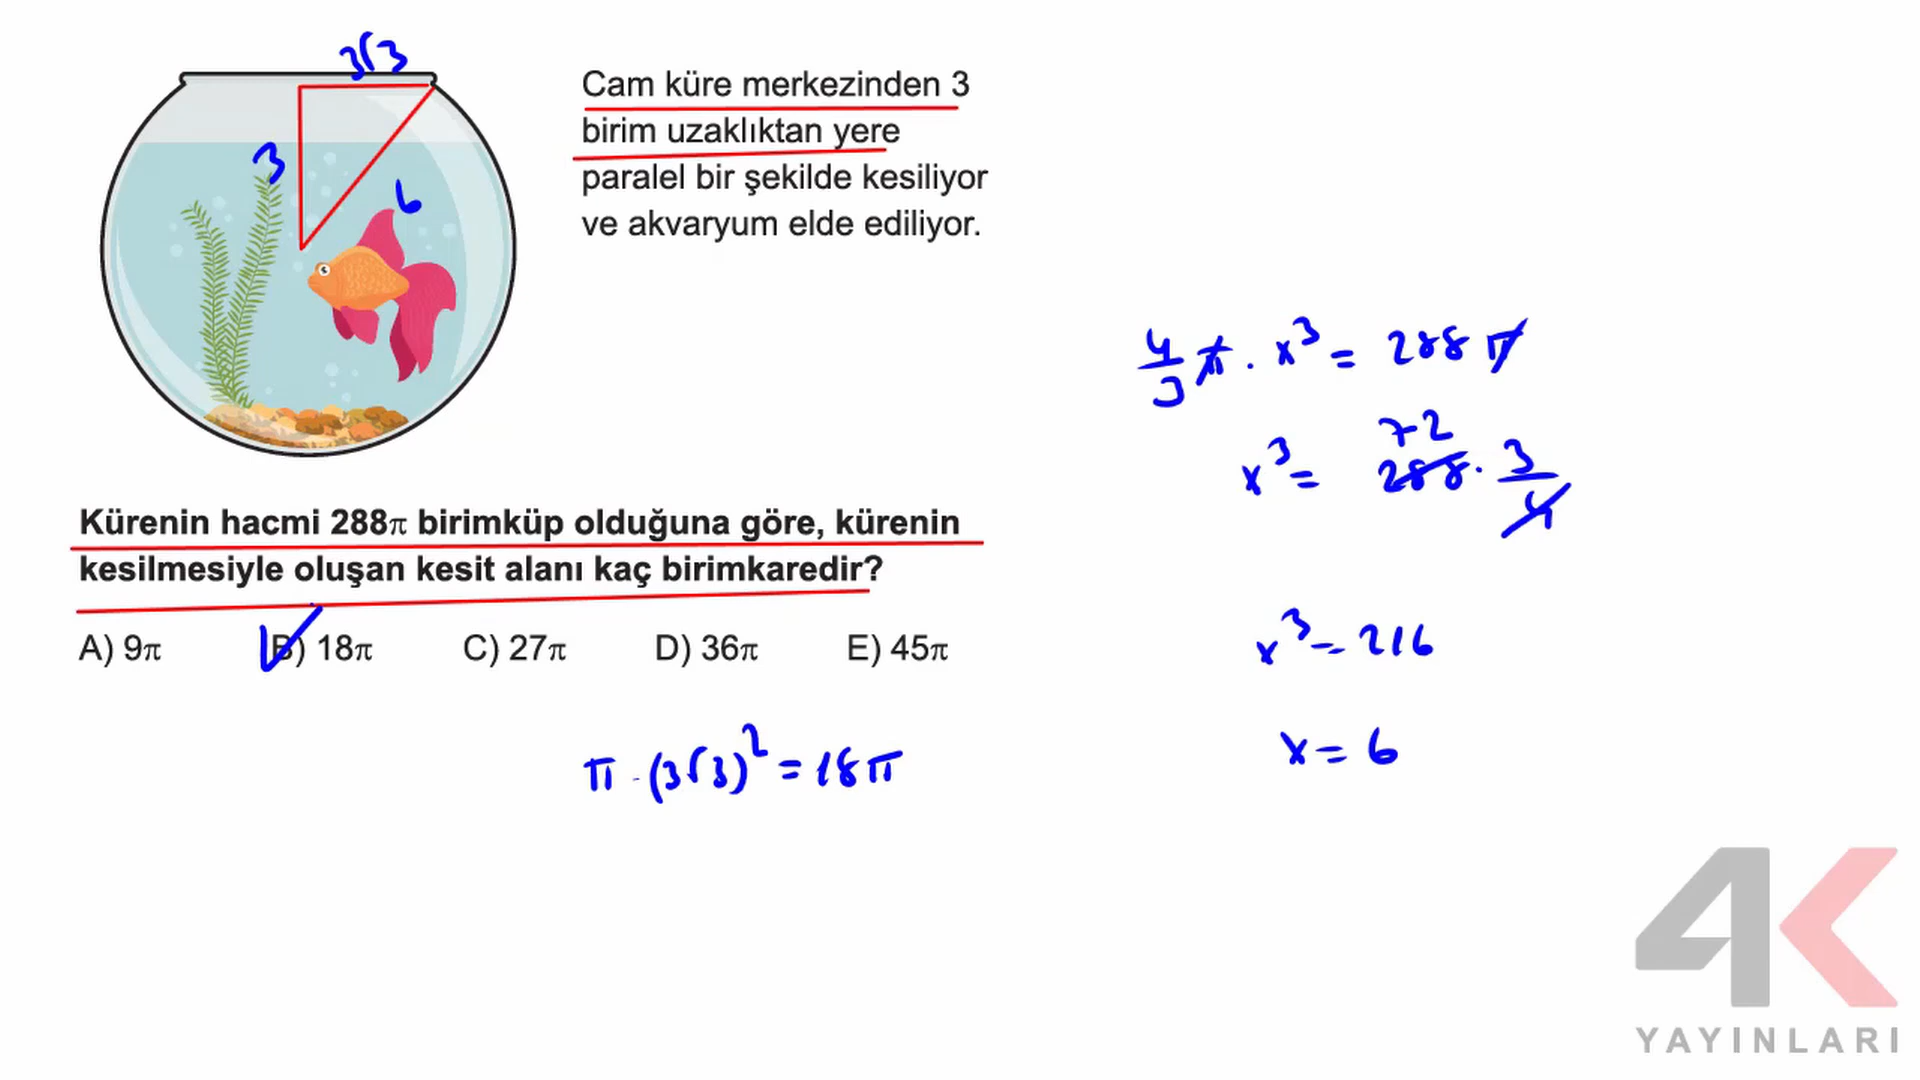 3√3
3
6
Cam küre merkezinden 3
birim uzaklıktan yere
paralel bir şekilde kesiliyor
ve akvaryum elde ediliyor.
4/3 π . x³ = 288 π
72
x³ = 288 . 3/4
Kürenin hacmi 288π birimküp olduğuna göre, kürenin
kesilmesiyle oluşan kesit alanı kaç birimkaredir?
A) 9π B) 18π C) 27π D) 36π E) 45π
x³ = 216
x = 6
π . (3√3)² = 18π
4K
YAYINLARI